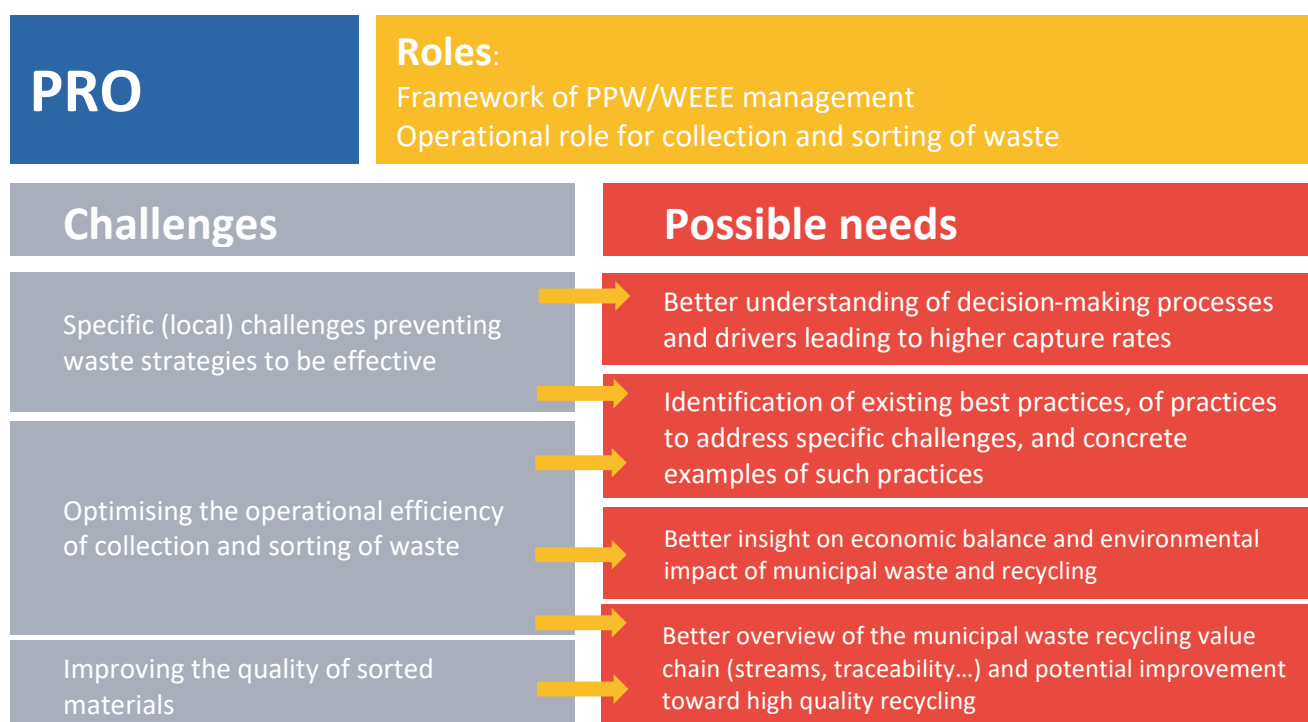 PRO
Roles:
Framework of PPW/WEEE management
Operational role for collection and sorting of waste
Challenges
Possible needs
Specific (local) challenges preventing
waste strategies to be effective
Better understanding of decision-making processes
and drivers leading to higher capture rates
Identification of existing best practices, of practices
to address specific challenges, and concrete
examples of such practices
Optimising the operational efficiency
of collection and sorting of waste
Better insight on economic balance and environmental
impact of municipal waste and recycling
Improving the quality of sorted
materials
Better overview of the municipal waste recycling value
chain (streams, traceability…) and potential improvement
toward high quality recycling